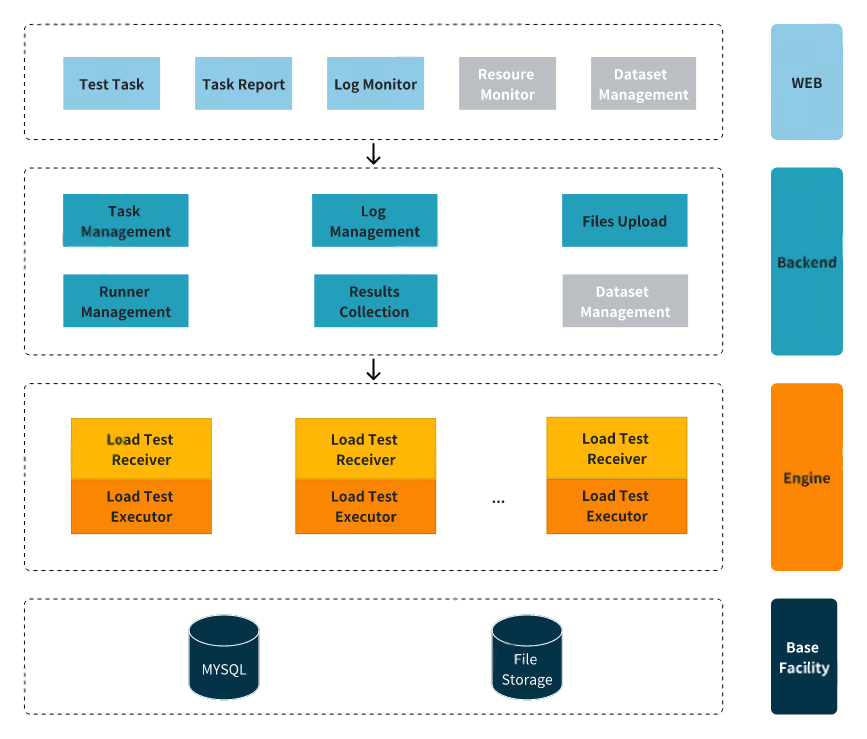 Test Task
Task Report
Log Monitor
Resoure
Monitor
Dataset
Management
WEB
Task
Management
Log
Management
Files Upload
Runner
Management
Results
Collection
Dataset
Management
Backend
Load Test
Receiver
Load Test
Executor
Load Test
Receiver
Load Test
Executor
...
Load Test
Receiver
Load Test
Executor
Engine
MYSQL
File
Storage
Base
Facility